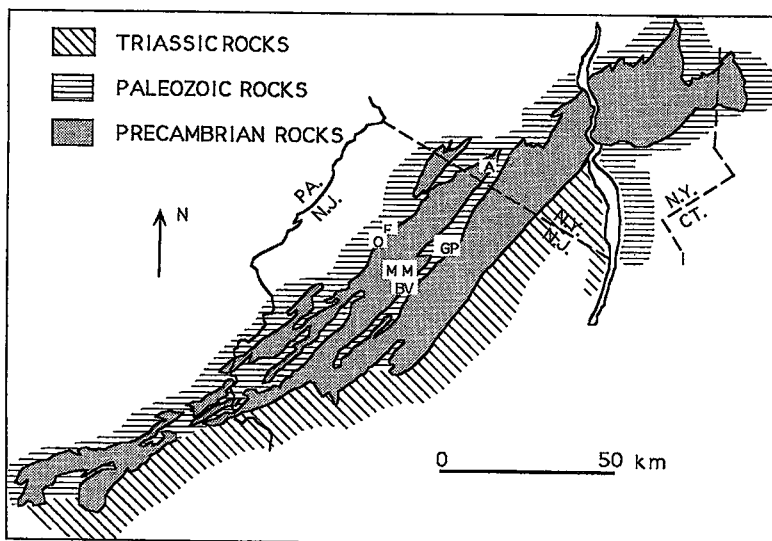 TRIASSIC ROCKS
PALEOZOIC ROCKS
PRECAMBRIAN ROCKS
PA.
N.J.
N
A
N.Y.
N.J.
N.Y.
CT.
F
O
GP
M M
BV
0 50 km